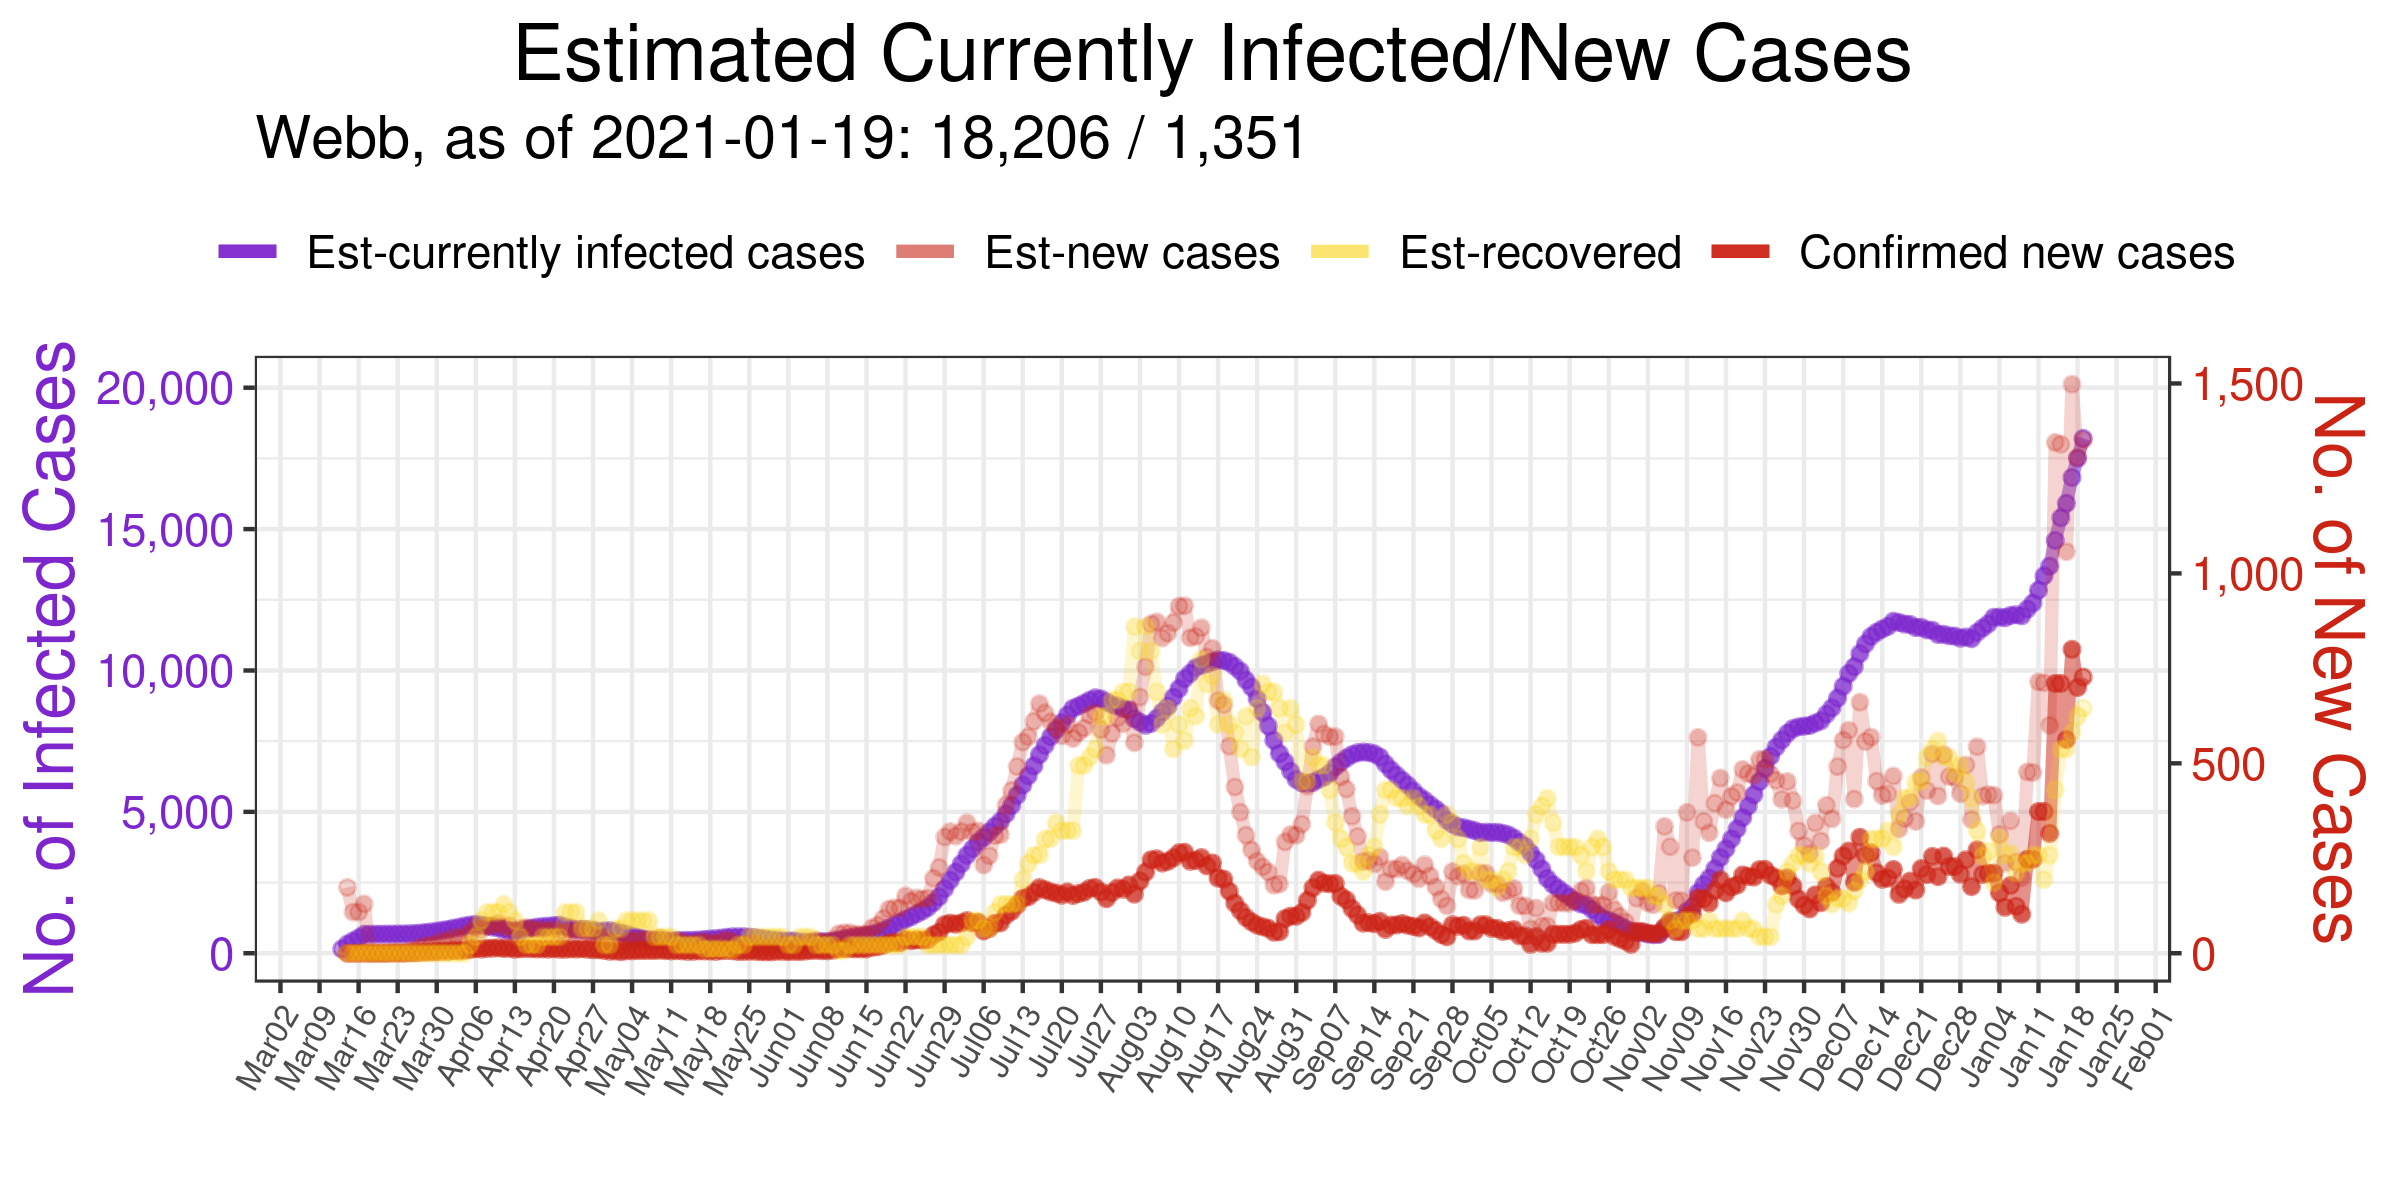 Estimated Currently Infected/New Cases
Webb, as of 2021-01-19: 18,206 / 1,351
Est-currently infected cases Est-new cases Est-recovered Confirmed new cases
No. of Infected Cases
20,000
15,000
10,000
5,000
0
1,500
1,000
500
0
No. of New Cases
Mar02 Mar09 Mar16 Mar23 Mar30 Apr06 Apr13 Apr20 Apr27 May04 May11 May18 May25 Jun01 Jun08 Jun15 Jun22 Jun29 Jul06 Jul13 Jul20 Jul27 Aug03 Aug10 Aug17 Aug24 Aug31 Sep07 Sep14 Sep21 Sep28 Oct05 Oct12 Oct19 Oct26 Nov02 Nov09 Nov16 Nov23 Nov30 Dec07 Dec14 Dec21 Dec28 Jan04 Jan11 Jan18 Jan25 Feb01